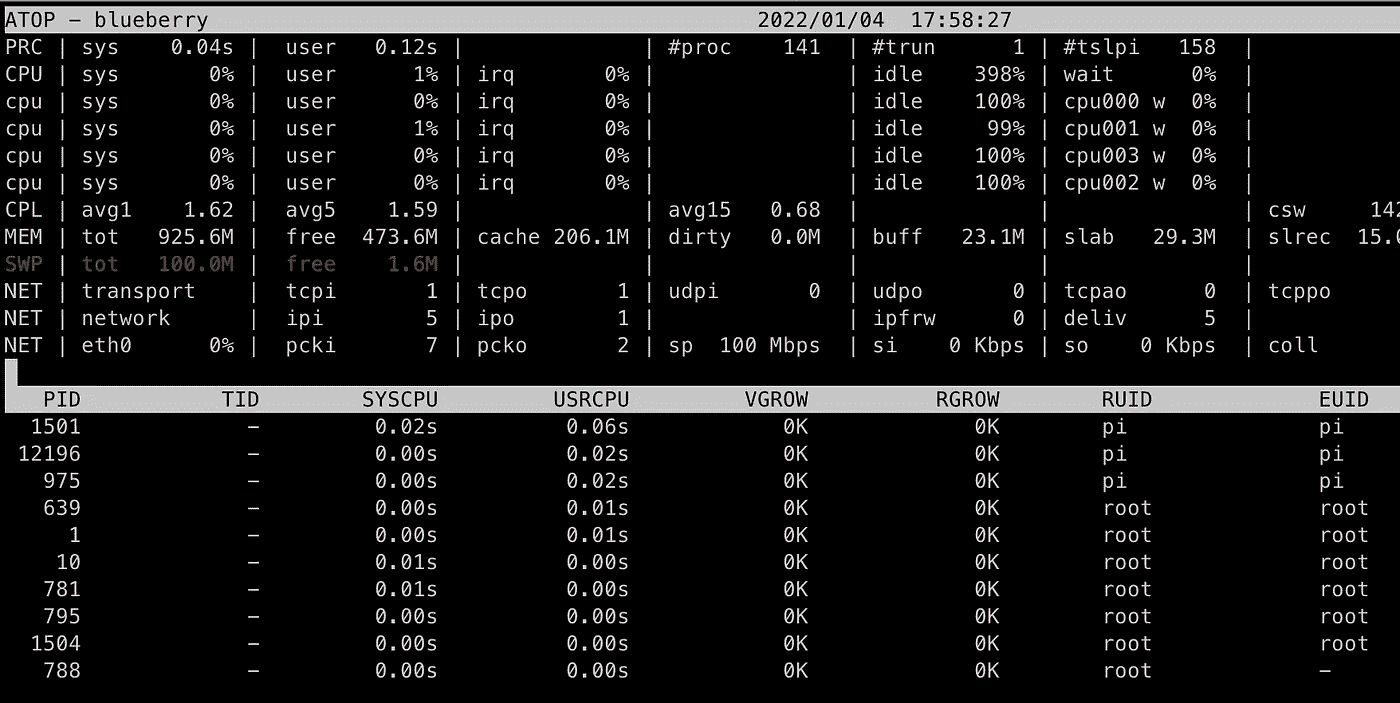 ATOP − blueberry 2022/01/04 17:58:27
PRC | sys 0.04s | user 0.12s | | #proc 141 | #trun 1 | #tslpi 158 |
CPU | sys 0% | user 1% | irq 0% | | idle 398% | wait 0% |
cpu | sys 0% | user 0% | irq 0% | | idle 100% | cpu000 w 0% |
cpu | sys 0% | user 1% | irq 0% | | idle 99% | cpu001 w 0% |
cpu | sys 0% | user 0% | irq 0% | | idle 100% | cpu003 w 0% |
cpu | sys 0% | user 0% | irq 0% | | idle 100% | cpu002 w 0% |
CPL | avg1 1.62 | avg5 1.59 | | avg15 0.68 | | | csw 142
MEM | tot 925.6M | free 473.6M | cache 206.1M | dirty 0.0M | buff 23.1M | slab 29.3M | slrec 15.0
SWP | tot 100.0M | free 1.6M | | | | |
NET | transport | tcpi 1 | tcpo 1 | udpi 0 | udpo 0 | tcpao 0 | tcppo
NET | network | ipi 5 | ipo 1 | | ipfrw 0 | deliv 5 |
NET | eth0 0% | pcki 7 | pcko 2 | sp 100 Mbps | si 0 Kbps | so 0 Kbps | coll
PID TID SYSCPU USRCPU VGROW RGROW RUID EUID
1501 − 0.02s 0.06s 0K 0K pi pi
12196 − 0.00s 0.02s 0K 0K pi pi
975 − 0.00s 0.02s 0K 0K pi pi
639 − 0.00s 0.01s 0K 0K root root
1 − 0.00s 0.01s 0K 0K root root
10 − 0.01s 0.00s 0K 0K root root
781 − 0.01s 0.00s 0K 0K root root
795 − 0.00s 0.00s 0K 0K root root
1504 − 0.00s 0.00s 0K 0K root root
788 − 0.00s 0.00s 0K 0K root −